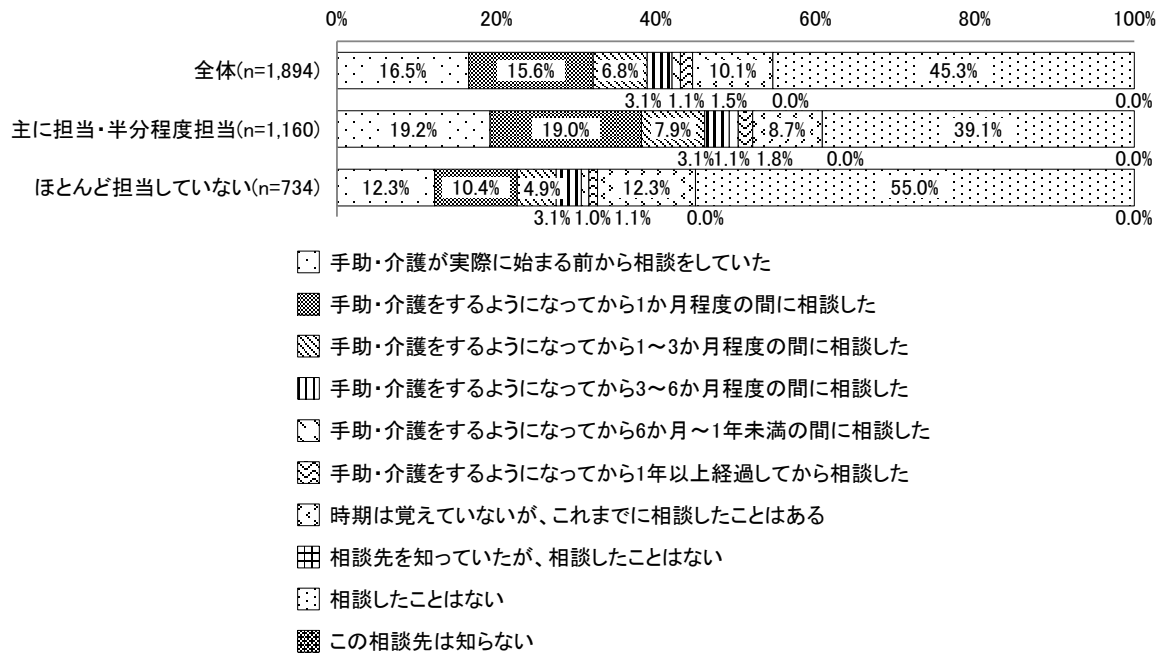 0% 20% 40% 60% 80% 100%
全体(n=1,894) 16.5% 15.6% 6.8% 10.1% 45.3%
3.1% 1.1% 1.5% 0.0% 0.0%
主に担当・半分程度担当(n=1,160) 19.2% 19.0% 7.9% 8.7% 39.1%
3.1% 1.1% 1.8% 0.0% 0.0%
ほとんど担当していない(n=734) 12.3% 10.4% 4.9% 12.3% 55.0%
3.1% 1.0% 1.1% 0.0% 0.0%
手助・介護が実際に始まる前から相談をしていた
手助・介護をするようになってから1か月程度の間に相談した
手助・介護をするようになってから1～3か月程度の間に相談した
手助・介護をするようになってから3～6か月程度の間に相談した
手助・介護をするようになってから6か月～1年未満の間に相談した
手助・介護をするようになってから1年以上経過してから相談した
時期は覚えていないが、これまでに相談したことはある
相談先を知っていたが、相談したことはない
相談したことはない
この相談先は知らない